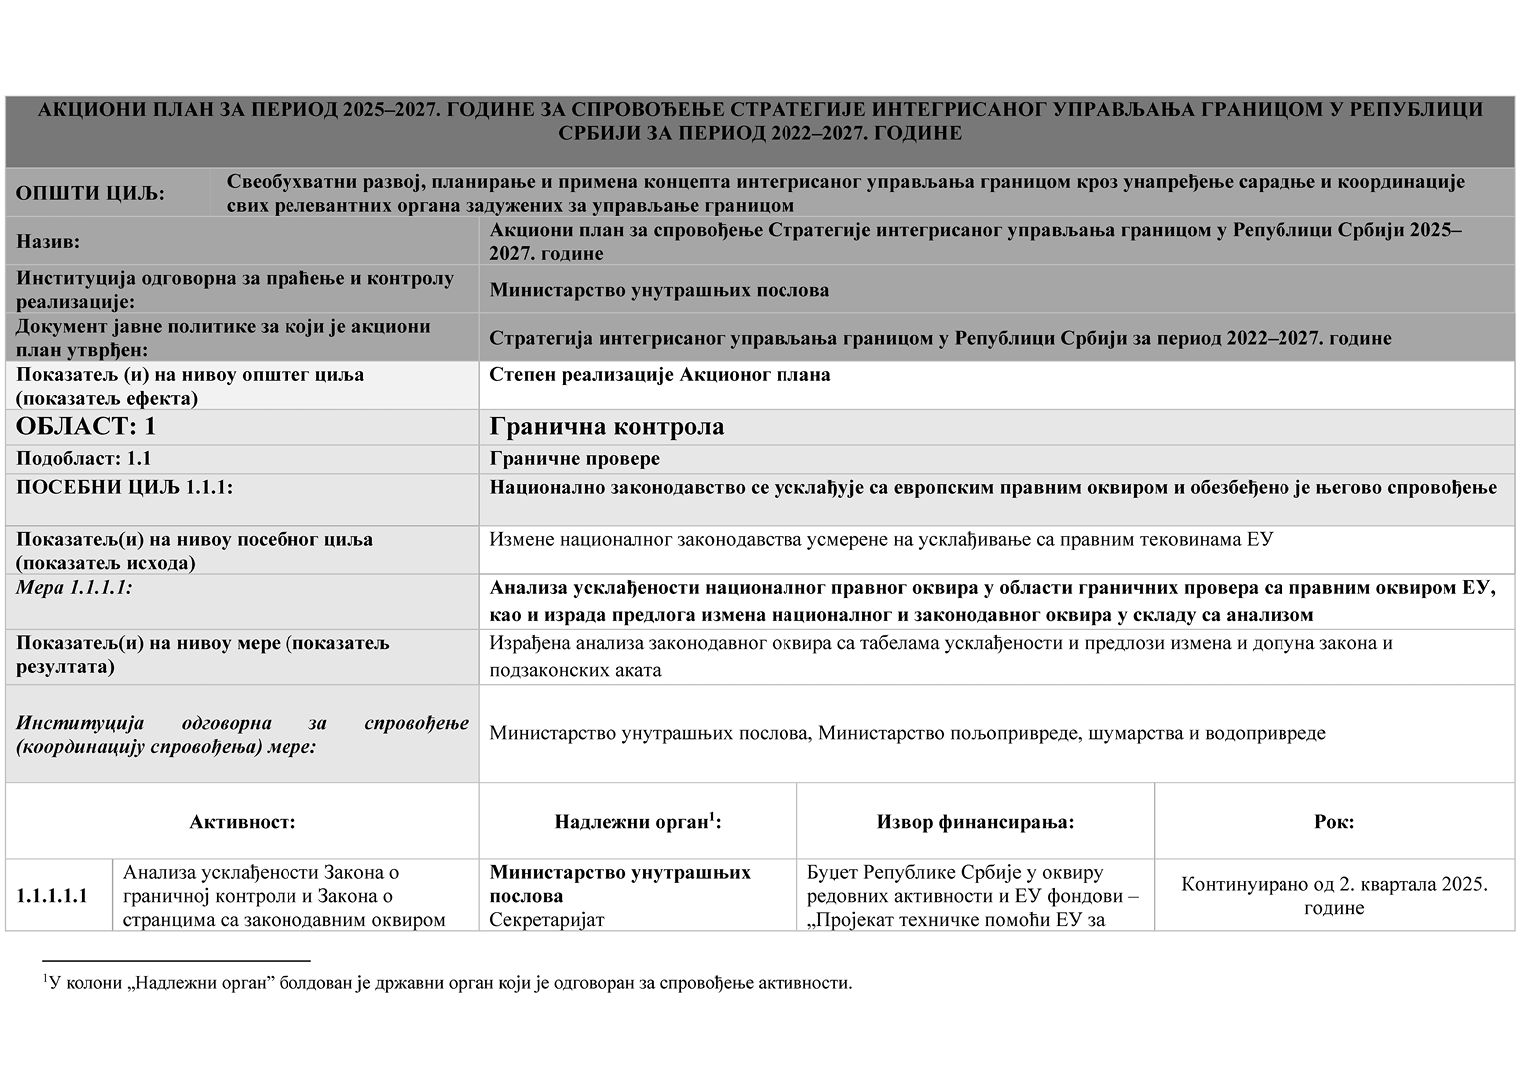 АКЦИОНИ ПЛАН ЗА ПЕРИОД 2025–2027. ГОДИНЕ ЗА СПРОВОЂЕЊЕ СТРАТЕГИЈЕ ИНТЕГРИСАНОГ УПРАВЉАЊА ГРАНИЦОМ У РЕПУБЛИЦИ
СРБИЈИ ЗА ПЕРИОД 2022–2027. ГОДИНЕ
ОПШТИ ЦИЉ:
Свеобухватни развој, планирање и примена концепта интегрисаног управљања границом кроз унапређење сарадње и координације
свих релевантних органа задужених за управљање границом
Назив:
Акциони план за спровођење Стратегије интегрисаног управљања границом у Републици Србији 2025–
2027. године
Институција одговорна за праћење и контролу
реализације:
Министарство унутрашњих послова
Документ јавне политике за који је акциони
план утврђен:
Стратегија интегрисаног управљања границом у Републици Србији за период 2022–2027. године
Показатељ (и) на нивоу општег циља
(показатељ ефекта)
Степен реализације Акционог плана
ОБЛАСТ: 1
Гранична контрола
Подобласт: 1.1
Граничне провере
ПОСЕБНИ ЦИЉ 1.1.1:
Национално законодавство се усклађује са европским правним оквиром и обезбеђено је његово спровођење
Показатељ(и) на нивоу посебног циља
(показатељ исхода)
Измене националног законодавства усмерене на усклађивање са правним тековинама ЕУ
Мера 1.1.1.1:
Анализа усклађености националног правног оквира у области граничних провера са правним оквиром ЕУ,
као и израда предлога измена националног и законодавног оквира у складу са анализом
Показатељ(и) на нивоу мере (показатељ
резултата)
Израђена анализа законодавног оквира са табелама усклађености и предлози измена и допуна закона и
подзаконских аката
Институција одговорна за спровођење
(координацију спровођења) мере:
Министарство унутрашњих послова, Министарство пољопривреде, шумарства и водопривреде
Активност:
Надлежни орган¹:
Извор финансирања:
Рок:
1.1.1.1.1
Анализа усклађености Закона о
граничној контроли и Закона о
странцима са законодавним оквиром
Министарство унутрашњих
послова
Секретаријат
Буџет Републике Србије у оквиру
редовних активности и ЕУ фондови –
„Пројекат техничке помоћи ЕУ за
Континуирано од 2. квартала 2025.
године
¹У колони „Надлежни орган” болдован је државни орган који је одговоран за спровођење активности.